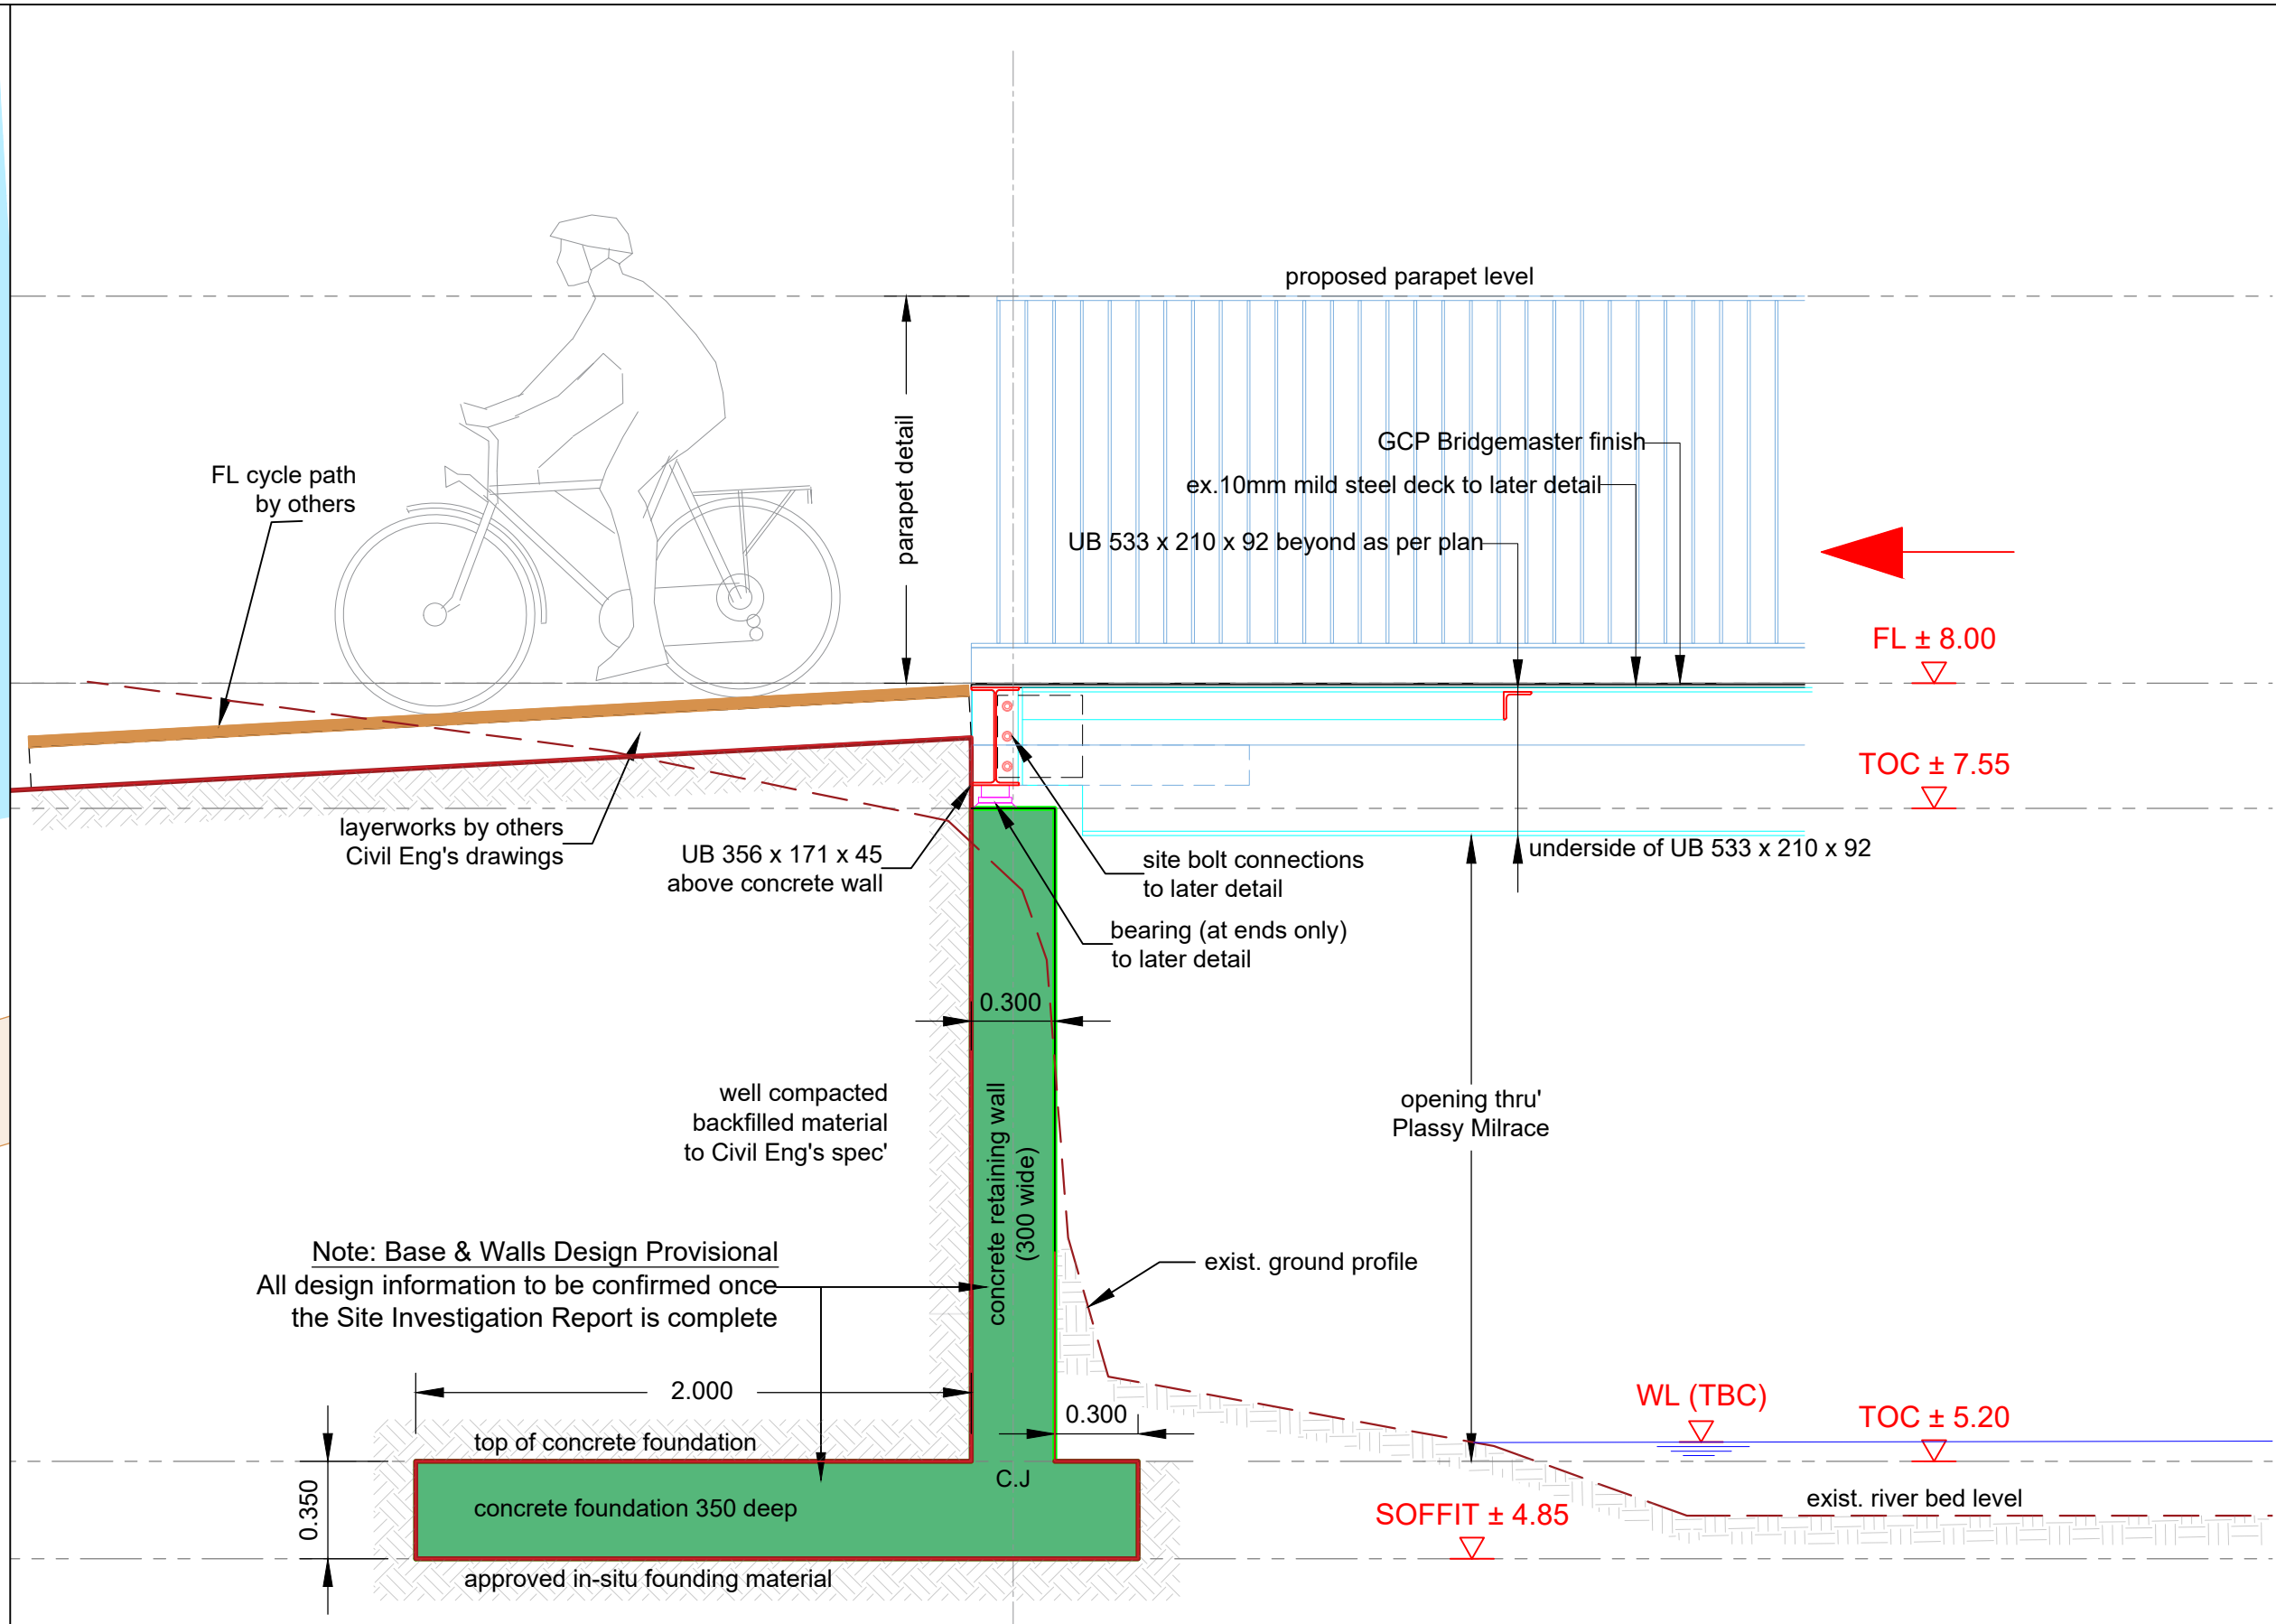 proposed parapet level
parapet detail
GCP Bridgemaster finish
ex.10mm mild steel deck to later detail
UB 533 x 210 x 92 beyond as per plan
FL cycle path
by others
FL ± 8.00
TOC ± 7.55
layerworks by others
Civil Eng's drawings
UB 356 x 171 x 45
above concrete wall
site bolt connections
to later detail
underside of UB 533 x 210 x 92
bearing (at ends only)
to later detail
0.300
well compacted
backfilled material
to Civil Eng's spec'
concrete retaining wall
(300 wide)
opening thru'
Plassy Milrace
Note: Base & Walls Design Provisional
All design information to be confirmed once
the Site Investigation Report is complete
exist. ground profile
2.000
0.300
WL (TBC)
TOC ± 5.20
top of concrete foundation
C.J
0.350
concrete foundation 350 deep
SOFFIT ± 4.85
exist. river bed level
approved in-situ founding material